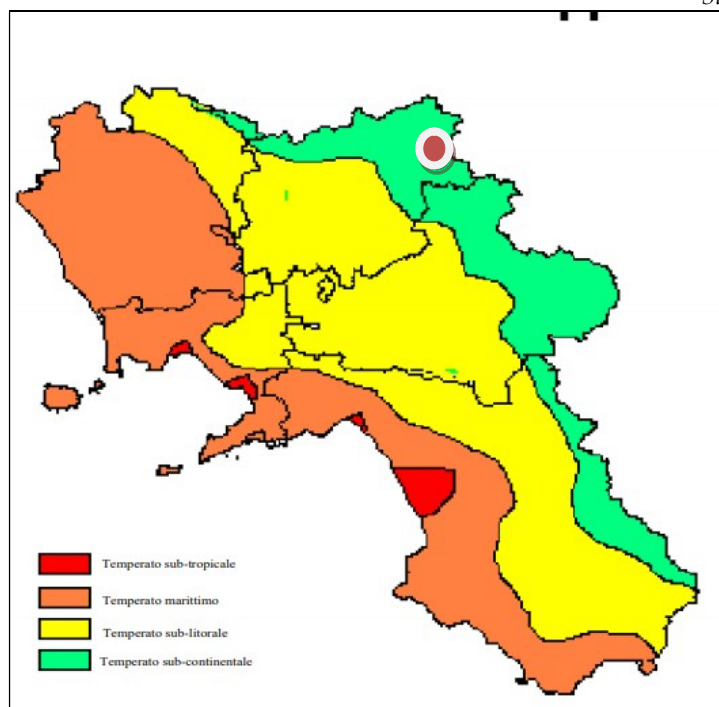 Temperato sub-tropicale
Temperato marittimo
Temperato sub-litorale
Temperato sub-continentale